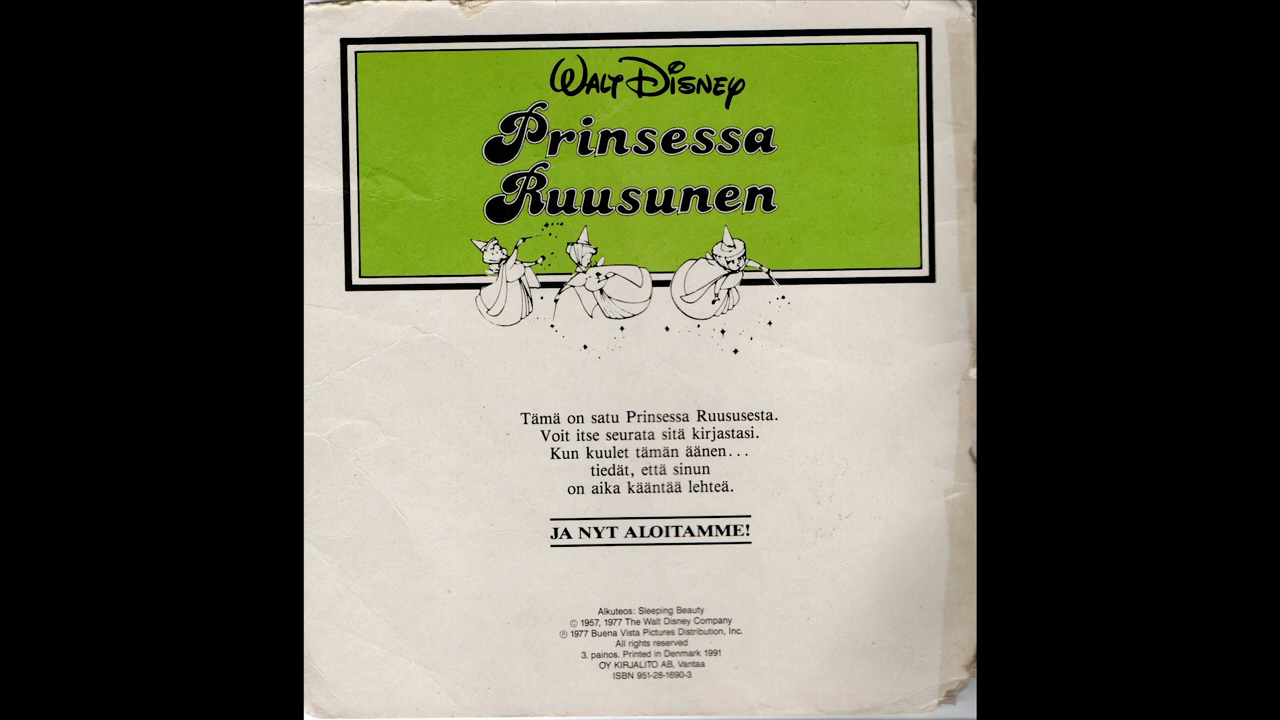 Walt Disney
Prinsessa
Ruusunen
Tämä on satu Prinsessa Ruususesta.
Voit itse seurata sitä kirjastasi.
Kun kuulet tämän äänen...
tiedät, että sinun
on aika kääntää lehteä.
JA NYT ALOITAMME!
Alkuteos: Sleeping Beauty
© 1957, 1977 The Walt Disney Company
℗ 1977 Buena Vista Pictures Distribution, Inc.
All rights reserved
3. painos. Printed in Denmark 1991
OY KIRJALITO AB, Vantaa
ISBN 951-28-1690-3